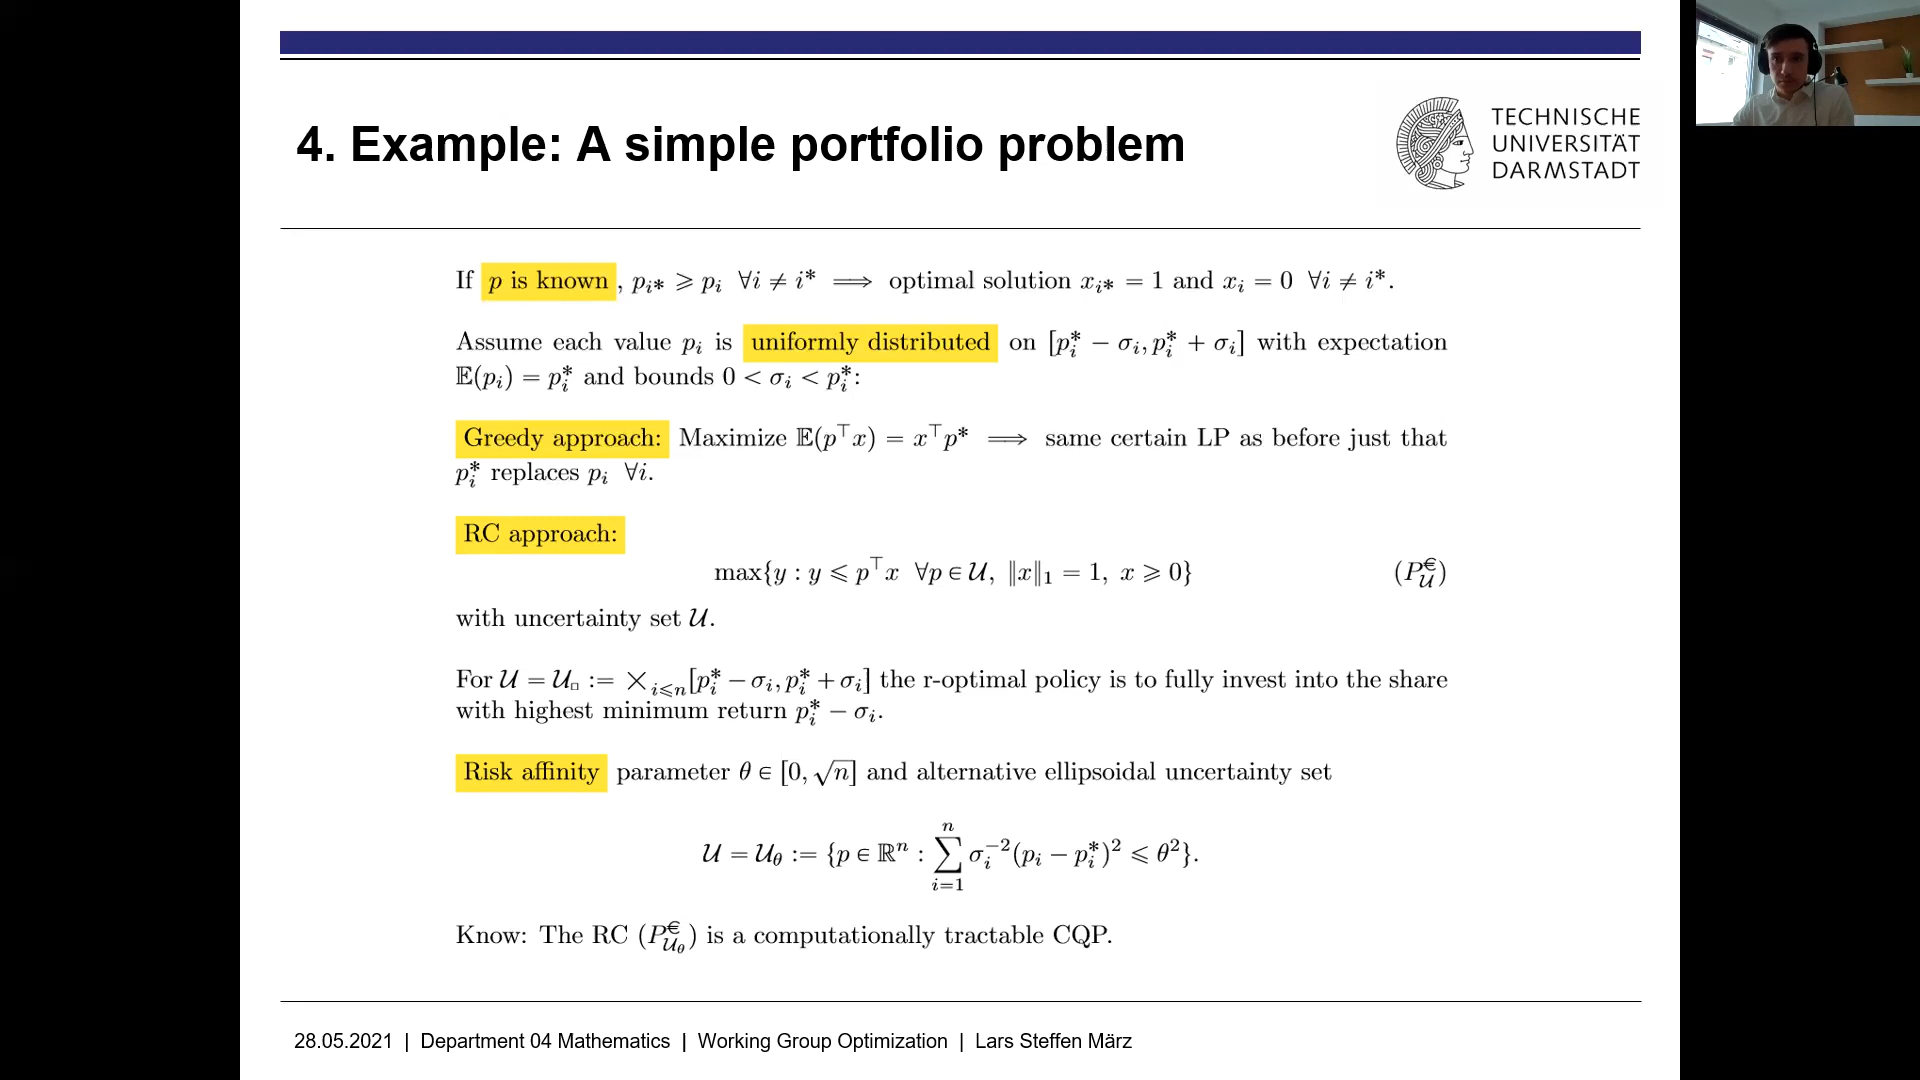 4. Example: A simple portfolio problem
TECHNISCHE
UNIVERSITÄT
DARMSTADT
If p is known, p_{i*} ⩾ p_i ∀i ≠ i* ⟹ optimal solution x_{i*} = 1 and x_i = 0 ∀i ≠ i*.
Assume each value p_i is uniformly distributed on [p_i^* − σ_i, p_i^* + σ_i] with expectation
𝔼(p_i) = p_i^* and bounds 0 < σ_i < p_i^*:
Greedy approach: Maximize 𝔼(p^⊤x) = x^⊤p* ⟹ same certain LP as before just that
p_i^* replaces p_i ∀i.
RC approach:
max{y : y ⩽ p^⊤x ∀p ∈ 𝒰, ‖x‖_1 = 1, x ⩾ 0} (P_𝒰^€)
with uncertainty set 𝒰.
For 𝒰 = 𝒰_□ := ×_{i⩽n}[p_i^* − σ_i, p_i^* + σ_i] the r-optimal policy is to fully invest into the share
with highest minimum return p_i^* − σ_i.
Risk affinity parameter θ ∈ [0, √n] and alternative ellipsoidal uncertainty set
𝒰 = 𝒰_θ := {p ∈ ℝ^n : ∑_{i=1}^n σ_i^{−2}(p_i − p_i^*)^2 ⩽ θ^2}.
Know: The RC (P_{𝒰_θ}^€) is a computationally tractable CQP.
28.05.2021 | Department 04 Mathematics | Working Group Optimization | Lars Steffen März